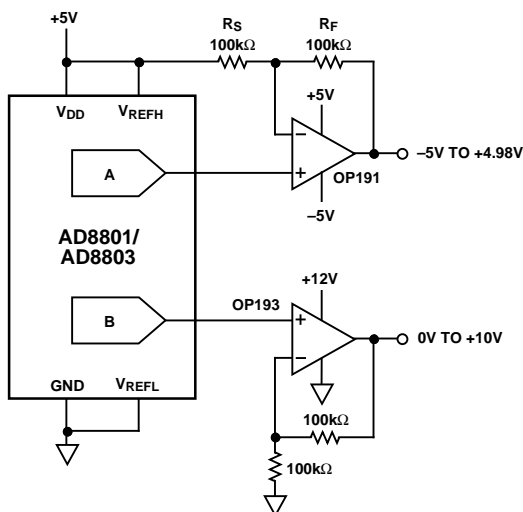 +5V
RS
100kΩ
RF
100kΩ
VDD
VREFH
+5V
A
–
+
OP191
–5V TO +4.98V
–5V
AD8801/
AD8803
+12V
OP193
B
+
–
0V TO +10V
GND
VREFL
100kΩ
100kΩ